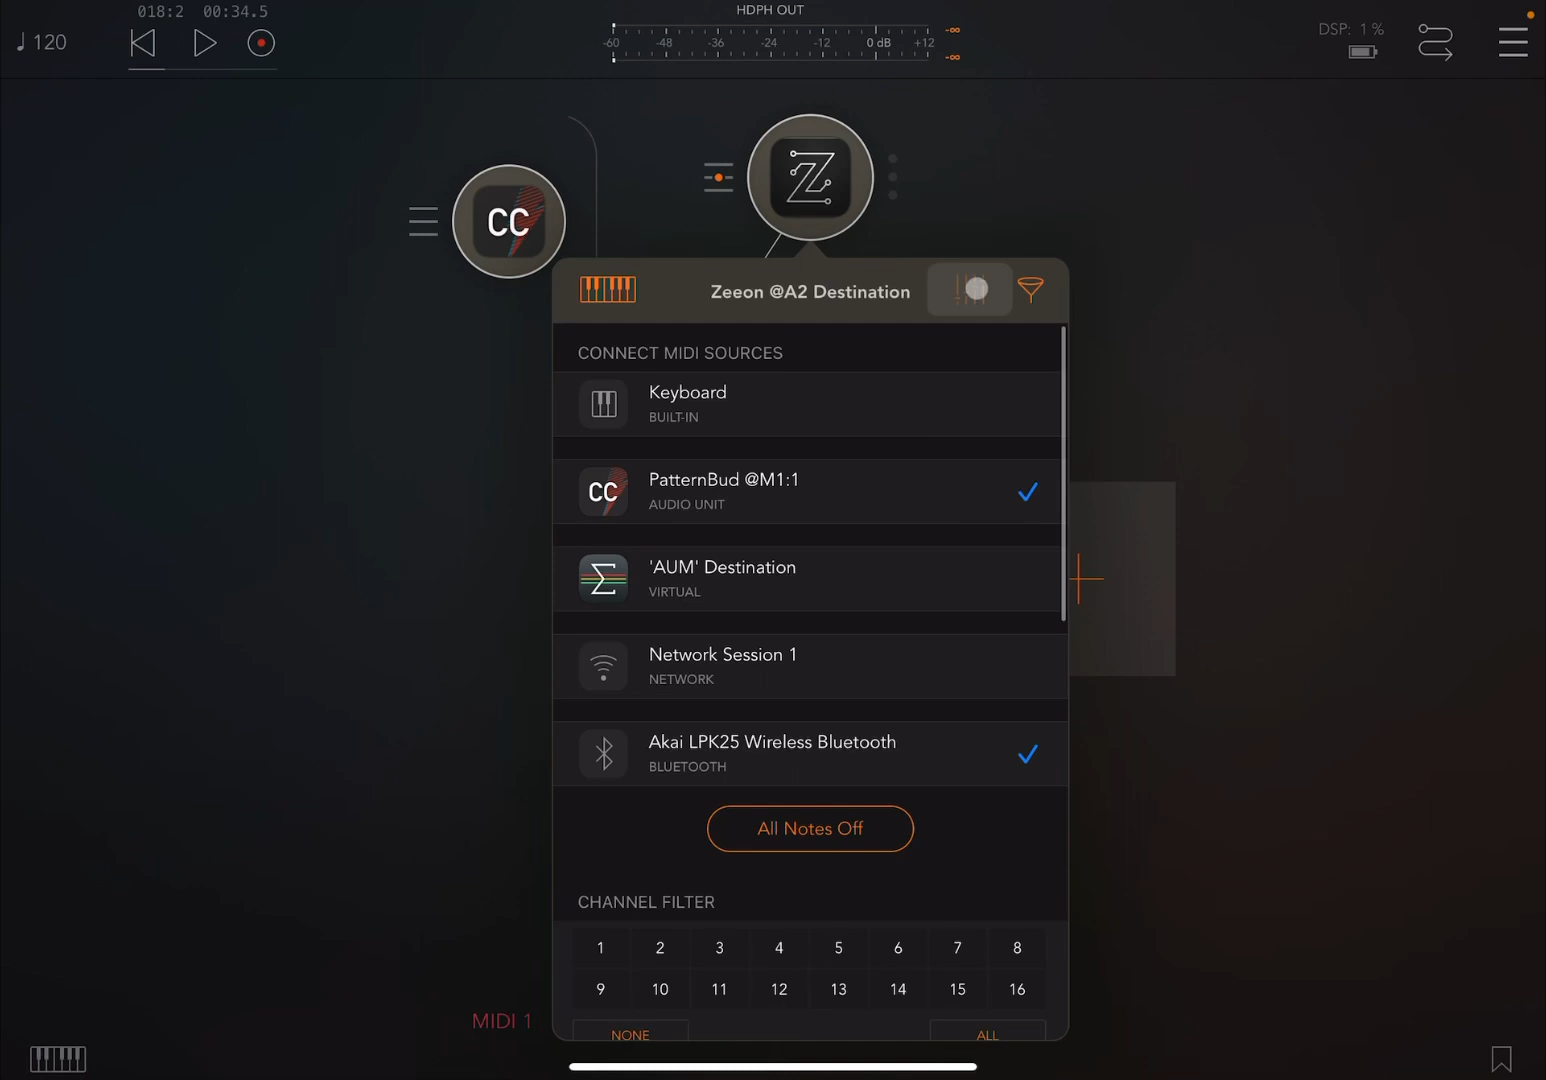 018:2 00:34.5
120
HDPH OUT
-60 -48 -36 -24 -12 0 dB +12
-∞
-∞
DSP: 1 %
CC
Z
Zeeon @A2 Destination
CONNECT MIDI SOURCES
Keyboard
BUILT-IN
CC
PatternBud @M1:1
AUDIO UNIT
'AUM' Destination
VIRTUAL
Network Session 1
NETWORK
Akai LPK25 Wireless Bluetooth
BLUETOOTH
All Notes Off
CHANNEL FILTER
1 2 3 4 5 6 7 8
9 10 11 12 13 14 15 16
NONE ALL
MIDI 1